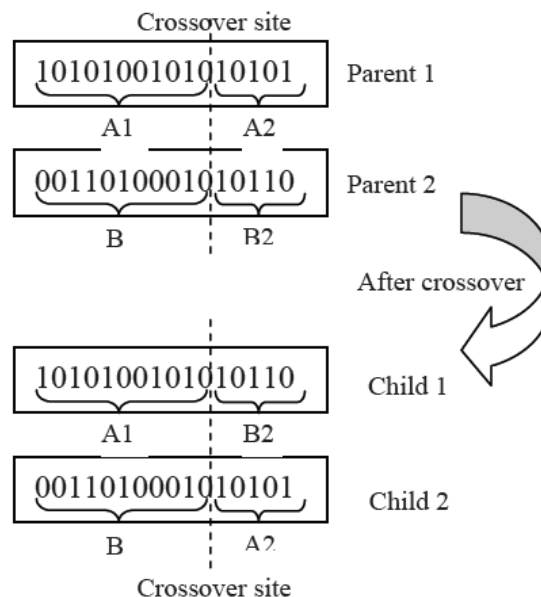 Crossover site
1010100101010101
Parent 1
A1 A2
0011010001010110
Parent 2
B B2
After crossover
1010100101010110
Child 1
A1 B2
0011010001010101
Child 2
B A2
Crossover site